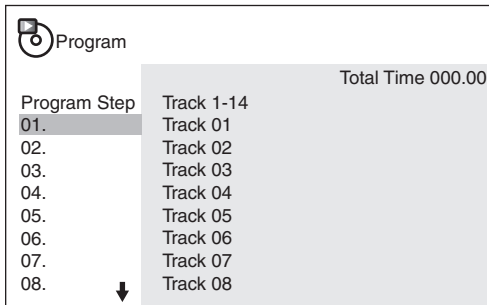 Program
Total Time 000.00
Program Step Track 1-14
01. Track 01
02. Track 02
03. Track 03
04. Track 04
05. Track 05
06. Track 06
07. Track 07
08. Track 08